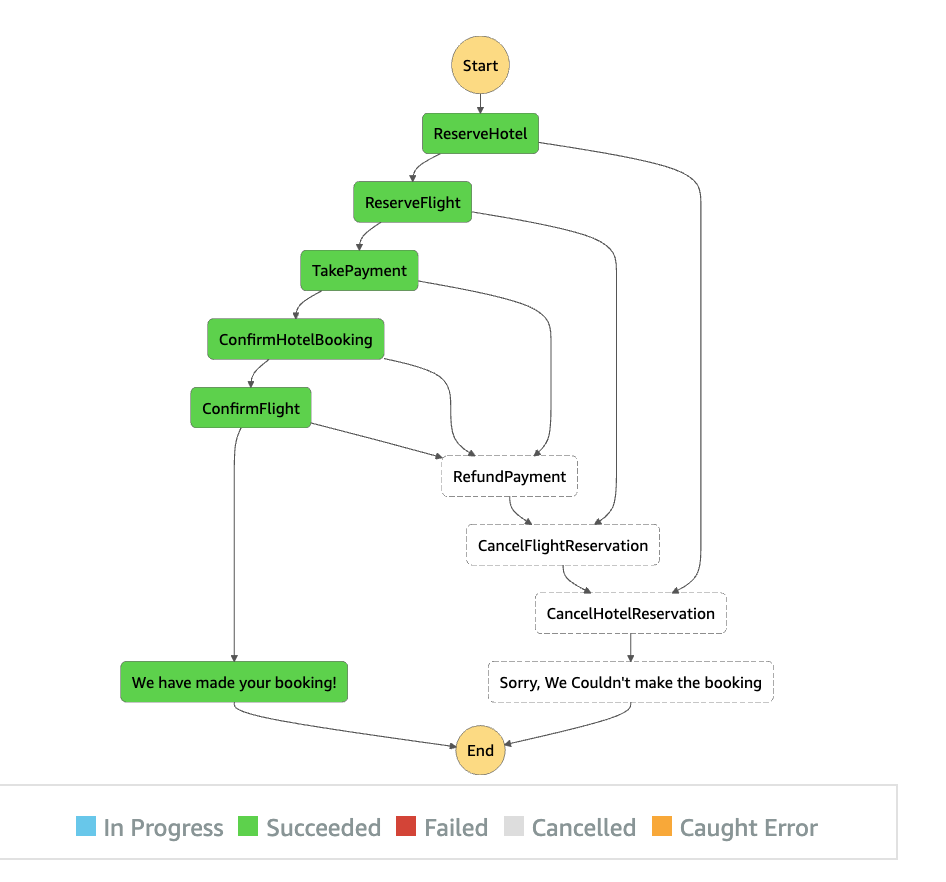 Start
ReserveHotel
ReserveFlight
TakePayment
ConfirmHotelBooking
ConfirmFlight
RefundPayment
CancelFlightReservation
CancelHotelReservation
We have made your booking!
Sorry, We Couldn't make the booking
End
In Progress
Succeeded
Failed
Cancelled
Caught Error